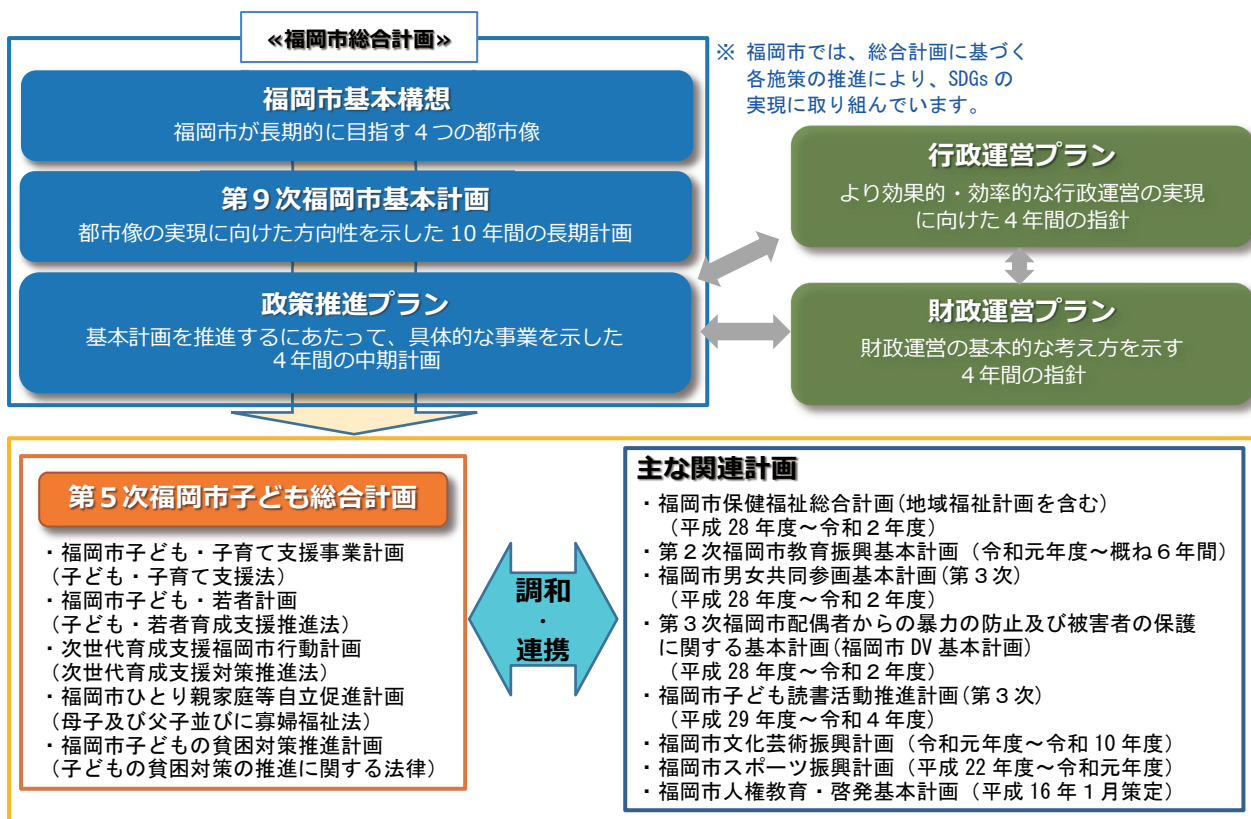 ≪福岡市総合計画≫
福岡市基本構想
福岡市が長期的に目指す４つの都市像
第９次福岡市基本計画
都市像の実現に向けた方向性を示した 10 年間の長期計画
政策推進プラン
基本計画を推進するにあたって、具体的な事業を示した
４年間の中期計画
※ 福岡市では、総合計画に基づく
各施策の推進により、SDGs の
実現に取り組んでいます。
行政運営プラン
より効果的・効率的な行政運営の実現
に向けた４年間の指針
財政運営プラン
財政運営の基本的な考え方を示す
４年間の指針
第５次福岡市子ども総合計画
・福岡市子ども・子育て支援事業計画
(子ども・子育て支援法)
・福岡市子ども・若者計画
(子ども・若者育成支援推進法)
・次世代育成支援福岡市行動計画
(次世代育成支援対策推進法)
・福岡市ひとり親家庭等自立促進計画
(母子及び父子並びに寡婦福祉法)
・福岡市子どもの貧困対策推進計画
(子どもの貧困対策の推進に関する法律)
調和
・
連携
主な関連計画
・福岡市保健福祉総合計画(地域福祉計画を含む)
(平成 28 年度～令和２年度)
・第２次福岡市教育振興基本計画（令和元年度～概ね６年間）
・福岡市男女共同参画基本計画(第３次)
(平成 28 年度～令和２年度)
・第３次福岡市配偶者からの暴力の防止及び被害者の保護
に関する基本計画(福岡市 DV 基本計画)
(平成 28 年度～令和２年度)
・福岡市子ども読書活動推進計画(第３次)
(平成 29 年度～令和４年度)
・福岡市文化芸術振興計画（令和元年度～令和 10 年度）
・福岡市スポーツ振興計画（平成 22 年度～令和元年度）
・福岡市人権教育・啓発基本計画（平成 16 年１月策定）